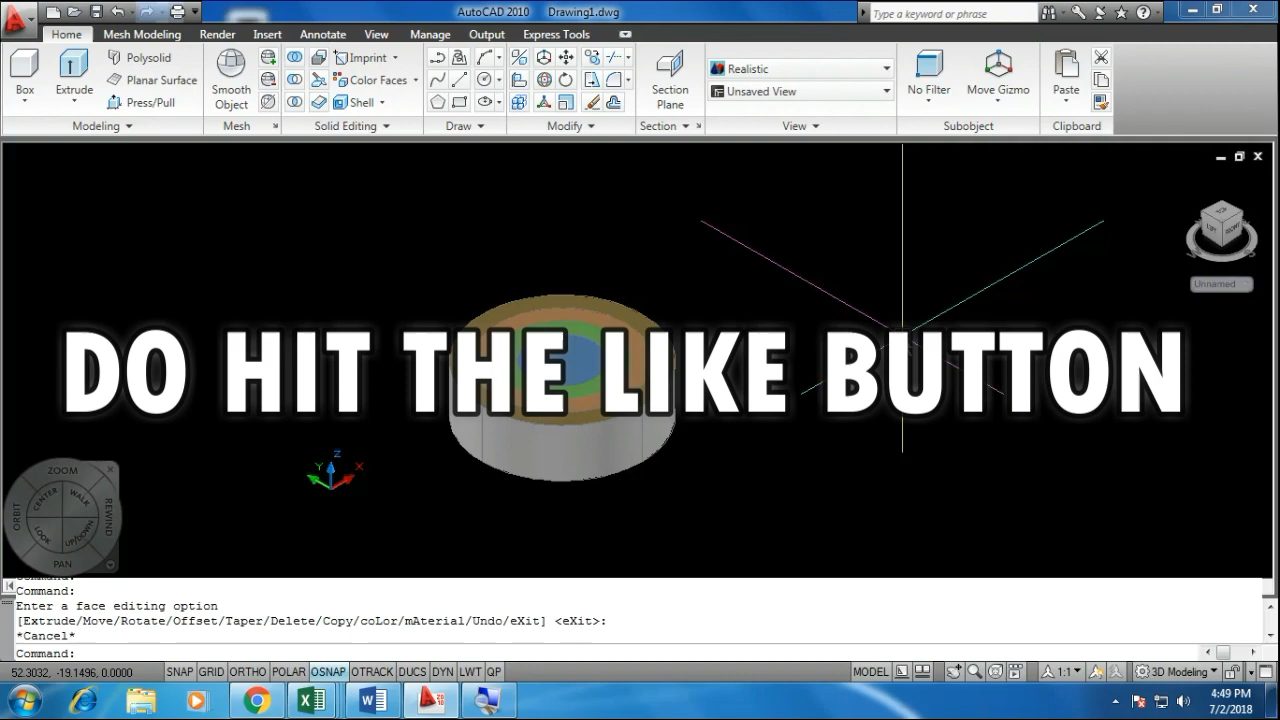 AutoCAD 2010 Drawing1.dwg
Type a keyword or phrase
Home Mesh Modeling Render Insert Annotate View Manage Output Express Tools
Box
Extrude
Polysolid
Planar Surface
Press/Pull
Modeling
Smooth
Object
Mesh
Imprint
Color Faces
Shell
Solid Editing
Draw
Modify
Section
Plane
Section
Realistic
Unsaved View
View
No Filter
Move Gizmo
Subobject
Paste
Clipboard
TOP
LEFT
Unnamed
DO HIT THE LIKE BUTTON
Z
Y
X
ZOOM
ORBIT
REWIND
PAN
CENTER
WALK
LOOK
UP/DOWN
Command:
Command:
Enter a face editing option
[Extrude/Move/Rotate/Offset/Taper/Delete/Copy/coLor/mAterial/Undo/eXit] <eXit>:
*Cancel*
Command:
52.3032, -19.1496, 0.0000 SNAP GRID ORTHO POLAR OSNAP OTRACK DUCS DYN LWT QP MODEL 1:1 3D Modeling
4:49 PM
7/2/2018